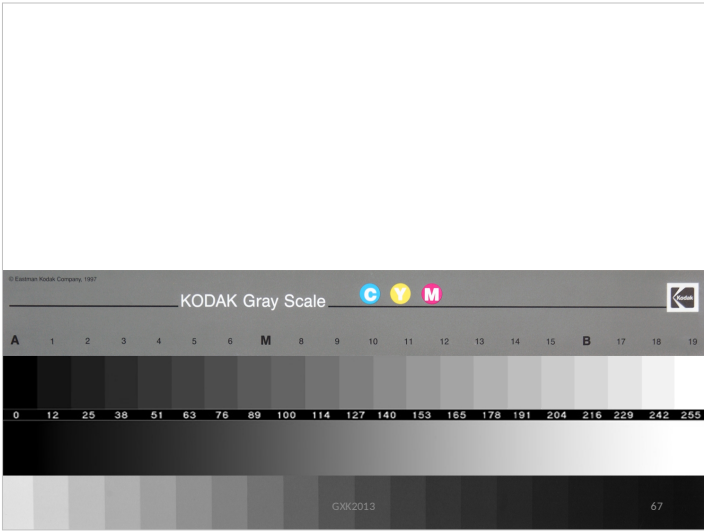 © Eastman Kodak Company, 1997
KODAK Gray Scale C Y M Kodak
A 1 2 3 4 5 6 M 8 9 10 11 12 13 14 15 B 17 18 19
0 12 25 38 51 63 76 89 100 114 127 140 153 165 178 191 204 216 229 242 255
GXK2013 67